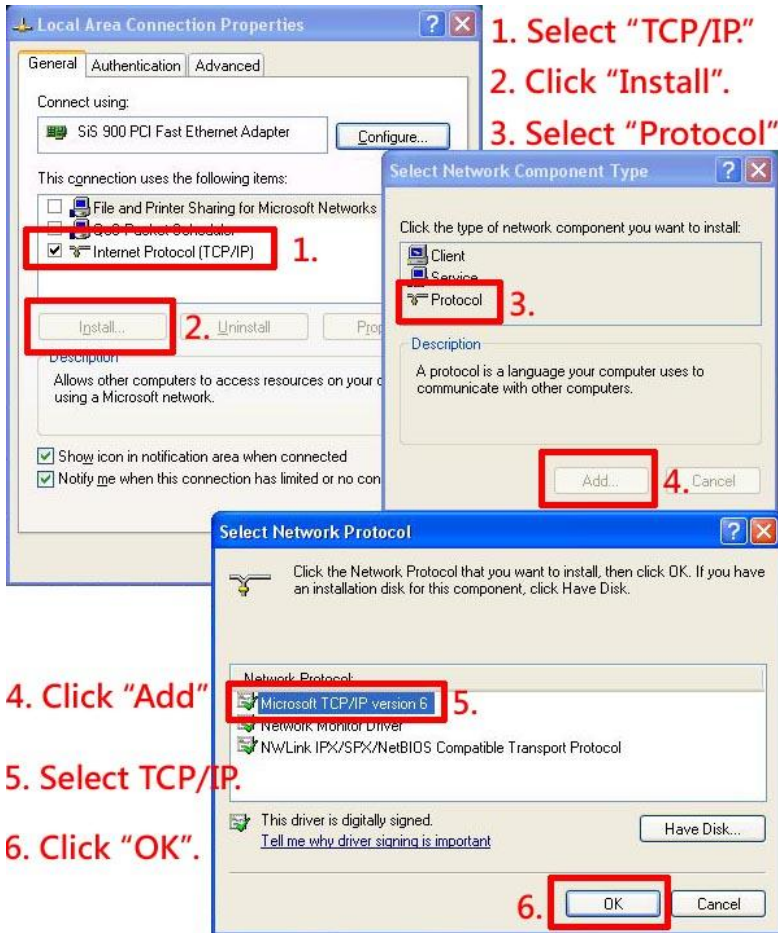 Local Area Connection Properties
1. Select “TCP/IP.”
General Authentication Advanced
2. Click “Install”.
Connect using:
SiS 900 PCI Fast Ethernet Adapter Configure...
3. Select “Protocol”
This connection uses the following items:
File and Printer Sharing for Microsoft Networks
QoS Packet Scheduler
Internet Protocol (TCP/IP) 1.
Install... 2. Uninstall
Description
Allows other computers to access resources on your
using a Microsoft network.
Show icon in notification area when connected
Notify me when this connection has limited or no
Select Network Component Type
Click the type of network component you want to install:
Client
Service
Protocol 3.
Description
A protocol is a language your computer uses to
communicate with other computers.
Add... 4. Cancel
Select Network Protocol
Click the Network Protocol that you want to install, then click OK. If you have
an installation disk for this component, click Have Disk.
4. Click “Add”
Network Protocol:
Microsoft TCP/IP version 6 5.
Network Monitor Driver
NWLink IPX/SPX/NetBIOS Compatible Transport Protocol
5. Select TCP/IP.
This driver is digitally signed.
Tell me why driver signing is important
Have Disk...
6. Click “OK”.
6. OK Cancel